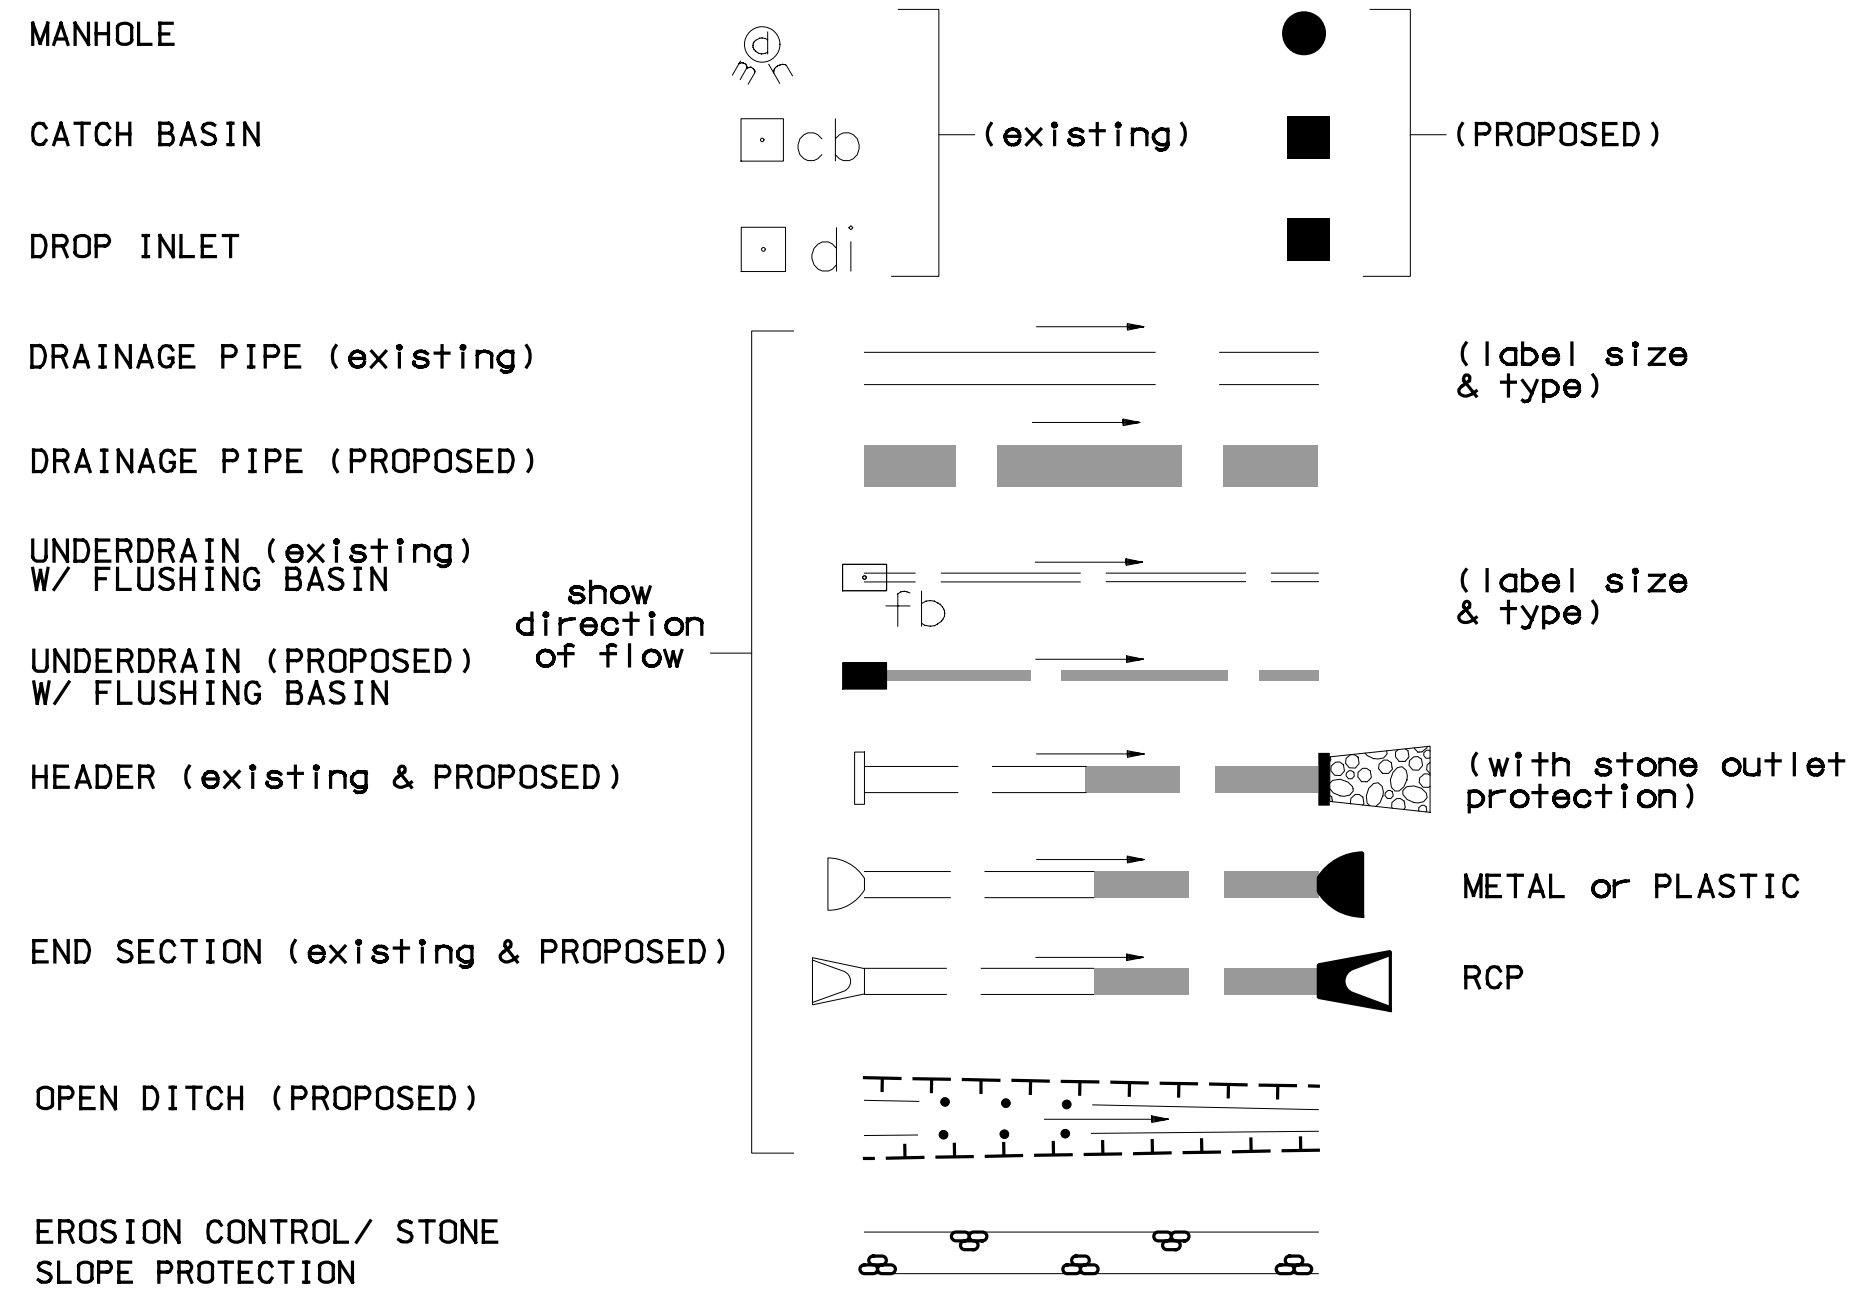 MANHOLE
d
mh
CATCH BASIN
cb
(existing)
(PROPOSED)
DROP INLET
di
DRAINAGE PIPE (existing)
(label size
& type)
DRAINAGE PIPE (PROPOSED)
UNDERDRAIN (existing)
W/ FLUSHING BASIN
fb
(label size
& type)
show
direction
of flow
UNDERDRAIN (PROPOSED)
W/ FLUSHING BASIN
HEADER (existing & PROPOSED)
(with stone outlet
protection)
METAL or PLASTIC
END SECTION (existing & PROPOSED)
RCP
OPEN DITCH (PROPOSED)
EROSION CONTROL/ STONE
SLOPE PROTECTION